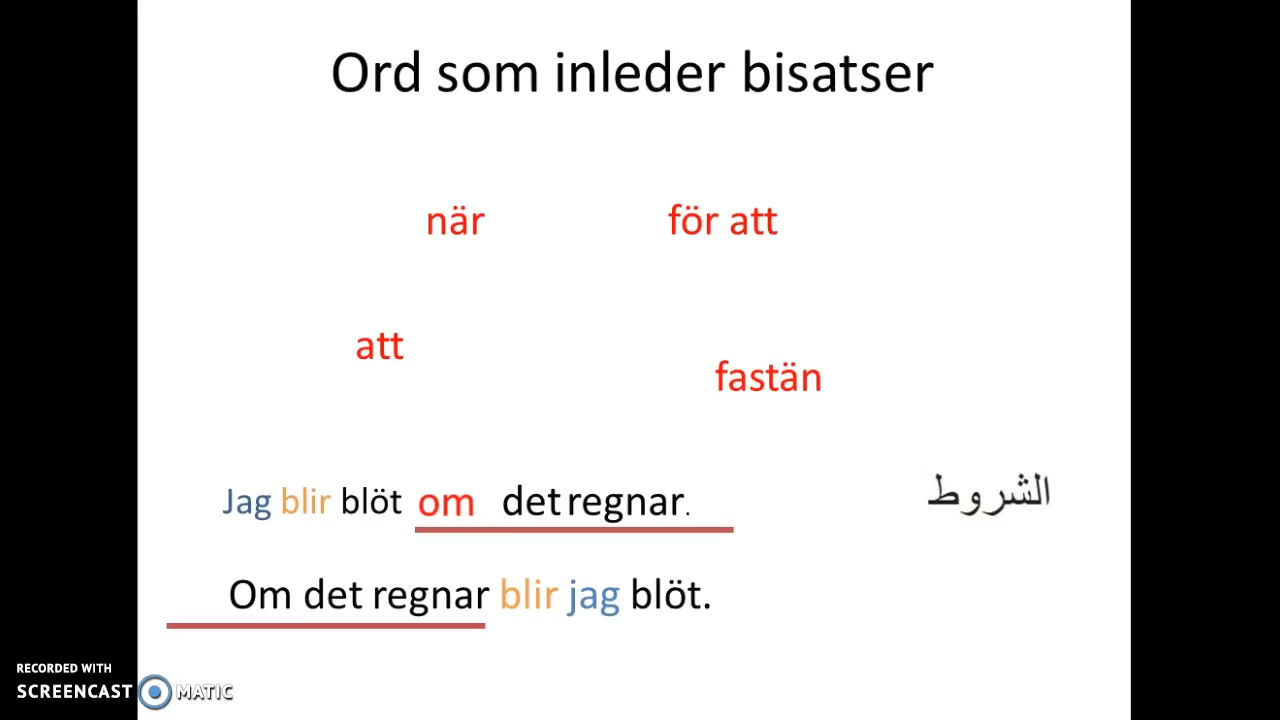 Ord som inleder bisatser
när för att
att
fastän
Jag blir blöt om det regnar.
الشروط
Om det regnar blir jag blöt.
RECORDED WITH
SCREENCAST MATIC